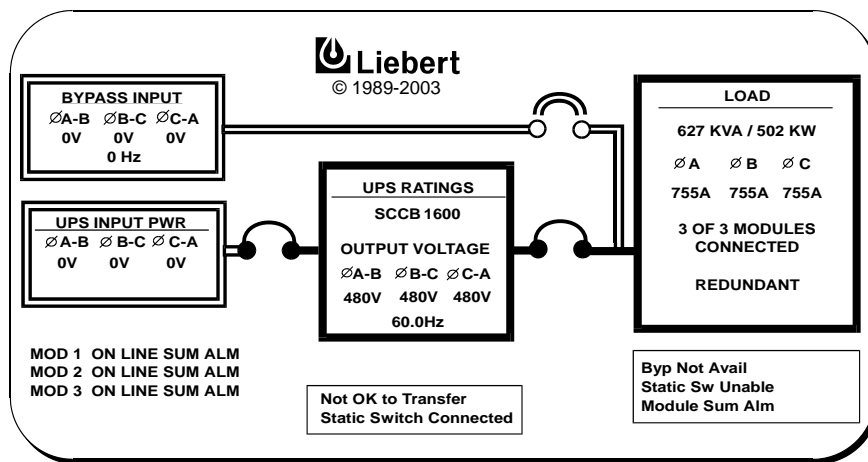 Liebert
© 1989-2003
BYPASS INPUT
∅A-B ∅B-C ∅C-A
0V 0V 0V
0 Hz
UPS INPUT PWR
∅A-B ∅B-C ∅C-A
0V 0V 0V
UPS RATINGS
SCCB 1600
OUTPUT VOLTAGE
∅A-B ∅B-C ∅C-A
480V 480V 480V
60.0Hz
LOAD
627 KVA / 502 KW
∅A ∅B ∅C
755A 755A 755A
3 OF 3 MODULES
CONNECTED
REDUNDANT
MOD 1 ON LINE SUM ALM
MOD 2 ON LINE SUM ALM
MOD 3 ON LINE SUM ALM
Not OK to Transfer
Static Switch Connected
Byp Not Avail
Static Sw Unable
Module Sum Alm